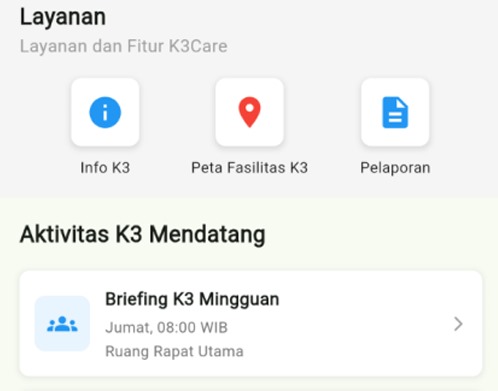 Layanan
Layanan dan Fitur K3Care
Info K3
Peta Fasilitas K3
Pelaporan
Aktivitas K3 Mendatang
Briefing K3 Mingguan
Jumat, 08:00 WIB
Ruang Rapat Utama